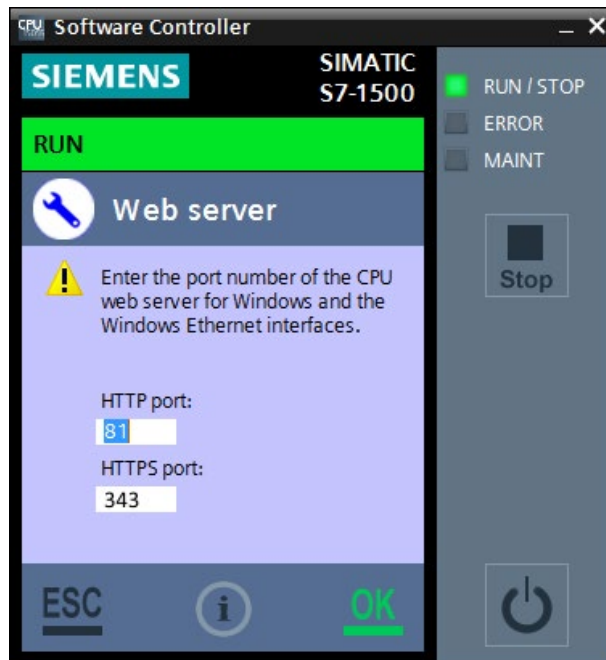 CPU
Software Controller
SIEMENS
SIMATIC
S7-1500
RUN / STOP
ERROR
MAINT
RUN
Web server
Stop
Enter the port number of the CPU
web server for Windows and the
Windows Ethernet interfaces.
HTTP port:
81
HTTPS port:
343
ESC
i
OK